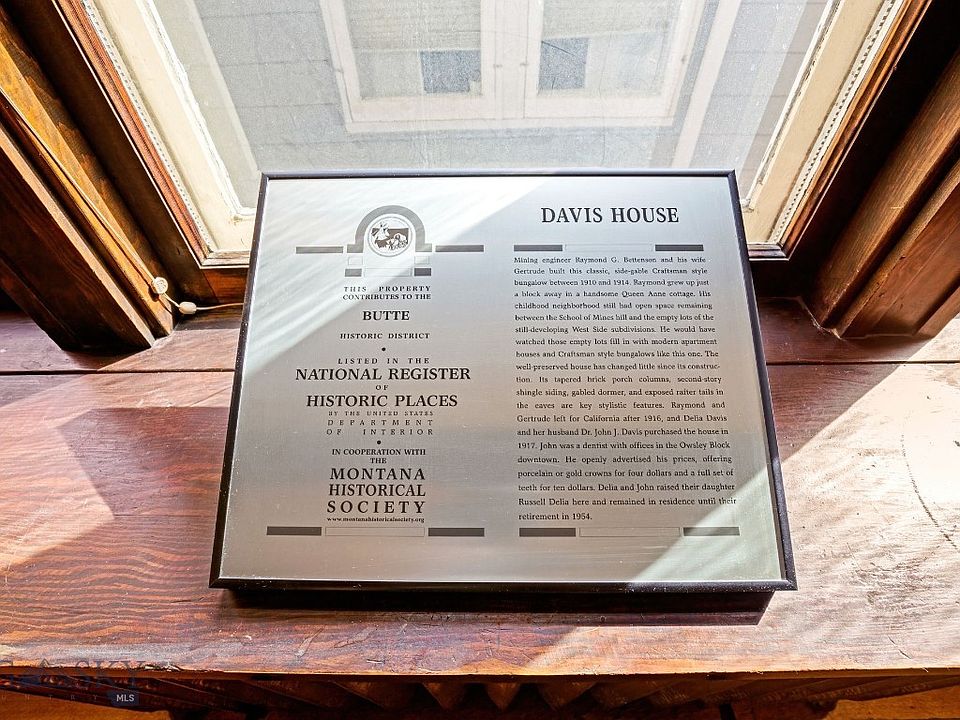 THIS PROPERTY
CONTRIBUTES TO THE
BUTTE
HISTORIC DISTRICT
LISTED IN THE
NATIONAL REGISTER
OF
HISTORIC PLACES
BY THE UNITED STATES
DEPARTMENT
OF INTERIOR
IN COOPERATION WITH
THE
MONTANA
HISTORICAL
SOCIETY
www.montanahistoricalsociety.org
DAVIS HOUSE
Mining engineer Raymond G. Bettenson and his wife
Gertrude built this classic, side-gable Craftsman style
bungalow between 1910 and 1914. Raymond grew up just
a block away in a handsome Queen Anne cottage. His
childhood neighborhood still had open space remaining
between the School of Mines hill and the empty lots of the
still-developing West Side subdivisions. He would have
watched those empty lots fill in with modern apartment
houses and Craftsman style bungalows like this one. The
well-preserved house has changed little since its construc-
tion. Its tapered brick porch columns, second-story
shingle siding, gabled dormer, and exposed rafter tails in
the eaves are key stylistic features. Raymond and
Gertrude left for California after 1916, and Delia Davis
and her husband Dr. John J. Davis purchased the house in
1917. John was a dentist with offices in the Owsley Block
downtown. He openly advertised his prices, offering
porcelain or gold crowns for four dollars and a full set of
teeth for ten dollars. Delia and John raised their daughter
Russell Delia here and remained in residence until their
retirement in 1954.
BIG SKY
MLS